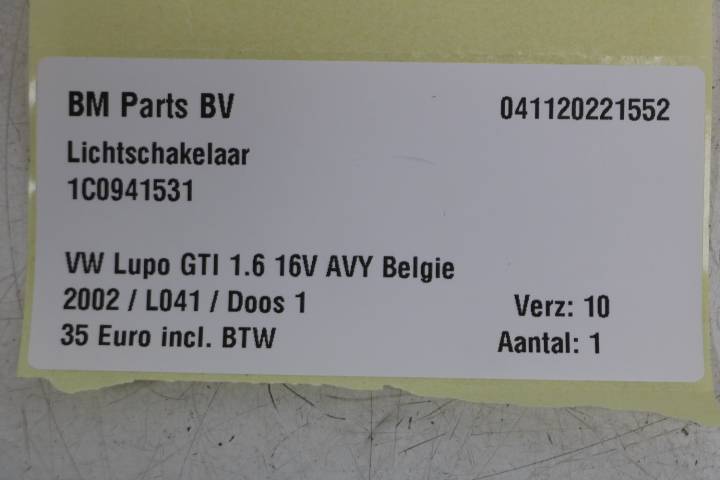 BM Parts BV 041120221552
Lichtschakelaar
1C0941531
VW Lupo GTI 1.6 16V AVY Belgie
2002 / L041 / Doos 1 Verz: 10
35 Euro incl. BTW Aantal: 1